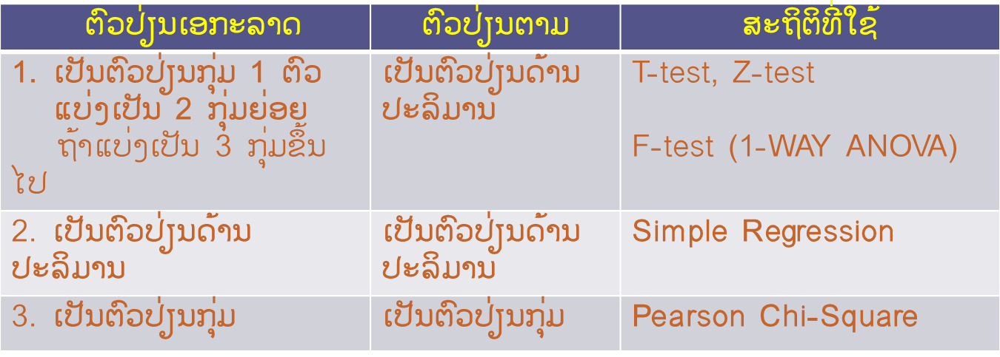 ຕົວປ່ຽນເອກະລາດ
ຕົວປ່ຽນຕາມ
ສະຖິຕິທີ່ໃຊ້
1. ເປັນຕົວປ່ຽນກຸ່ມ 1 ຕົວ
ແບ່ງເປັນ 2 ກຸ່ມຍ່ອຍ
ຖ້າແບ່ງເປັນ 3 ກຸ່ມຂຶ້ນ
ໄປ
ເປັນຕົວປ່ຽນດ້ານ
ປະລິມານ
T-test, Z-test
F-test (1-WAY ANOVA)
2. ເປັນຕົວປ່ຽນດ້ານ
ປະລິມານ
ເປັນຕົວປ່ຽນດ້ານ
ປະລິມານ
Simple Regression
3. ເປັນຕົວປ່ຽນກຸ່ມ
ເປັນຕົວປ່ຽນກຸ່ມ
Pearson Chi-Square